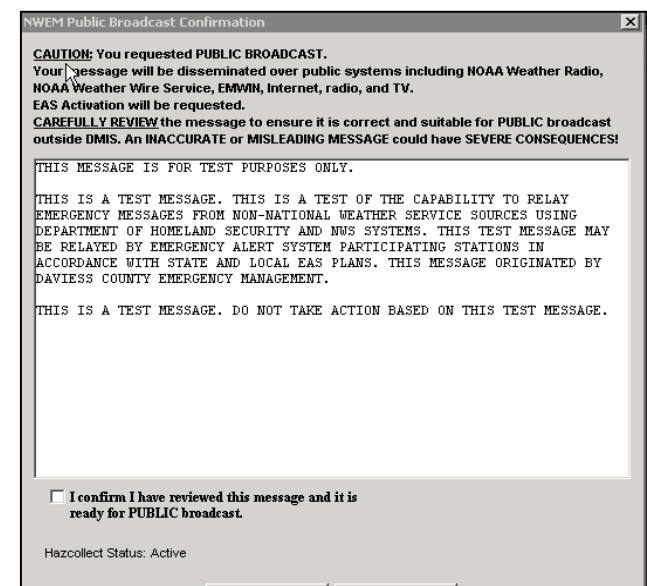 NWEM Public Broadcast Confirmation
CAUTION: You requested PUBLIC BROADCAST.
Your message will be disseminated over public systems including NOAA Weather Radio,
NOAA Weather Wire Service, EMWIN, Internet, radio, and TV.
EAS Activation will be requested.
CAREFULLY REVIEW the message to ensure it is correct and suitable for PUBLIC broadcast
outside DMIS. An INACCURATE or MISLEADING MESSAGE could have SEVERE CONSEQUENCES!
THIS MESSAGE IS FOR TEST PURPOSES ONLY.
THIS IS A TEST MESSAGE. THIS IS A TEST OF THE CAPABILITY TO RELAY
EMERGENCY MESSAGES FROM NON-NATIONAL WEATHER SERVICE SOURCES USING
DEPARTMENT OF HOMELAND SECURITY AND NWS SYSTEMS. THIS TEST MESSAGE MAY
BE RELAYED BY EMERGENCY ALERT SYSTEM PARTICIPATING STATIONS IN
ACCORDANCE WITH STATE AND LOCAL EAS PLANS. THIS MESSAGE ORIGINATED BY
DAVIESS COUNTY EMERGENCY MANAGEMENT.
THIS IS A TEST MESSAGE. DO NOT TAKE ACTION BASED ON THIS TEST MESSAGE.
I confirm I have reviewed this message and it is
ready for PUBLIC broadcast.
Hazcollect Status: Active